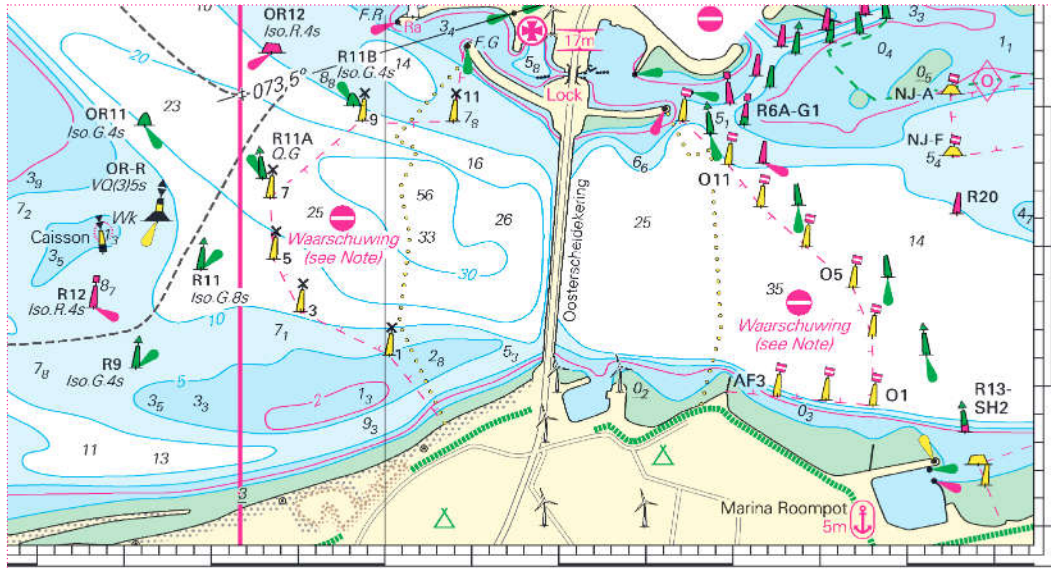 10
OR12
Iso.R.4s
F.R
Ra
3₄
17m
3₃
1₁
0₄
0₅
20
R11B
Iso.G.4s
14
F.G
5₈
Lock
NJ-A
O
073,5°
8₈
9
11
7₈
5₁
R6A-G1
23
OR11
Iso.G.4s
R11A
Q.G
16
6₆
O11
NJ-F
5₄
OR-R
VQ(3)5s
3₉
7₂
Wk
1₃
Caisson
3₅
7
25
56
26
25
R20
4₇
14
Waarschuwing
(see Note)
33
30
5
Oosterscheldekering
O5
R11
Iso.G.8s
8₇
R12
Iso.R.4s
10
3
35
Waarschuwing
(see Note)
7₁
7₈
R9
Iso.G.4s
1
2₈
5₃
5
3₅
3₃
2
1₃
9₃
0₂
AF3
0₃
O1
R13-
SH2
11
13
3
Marina Roompot
5m